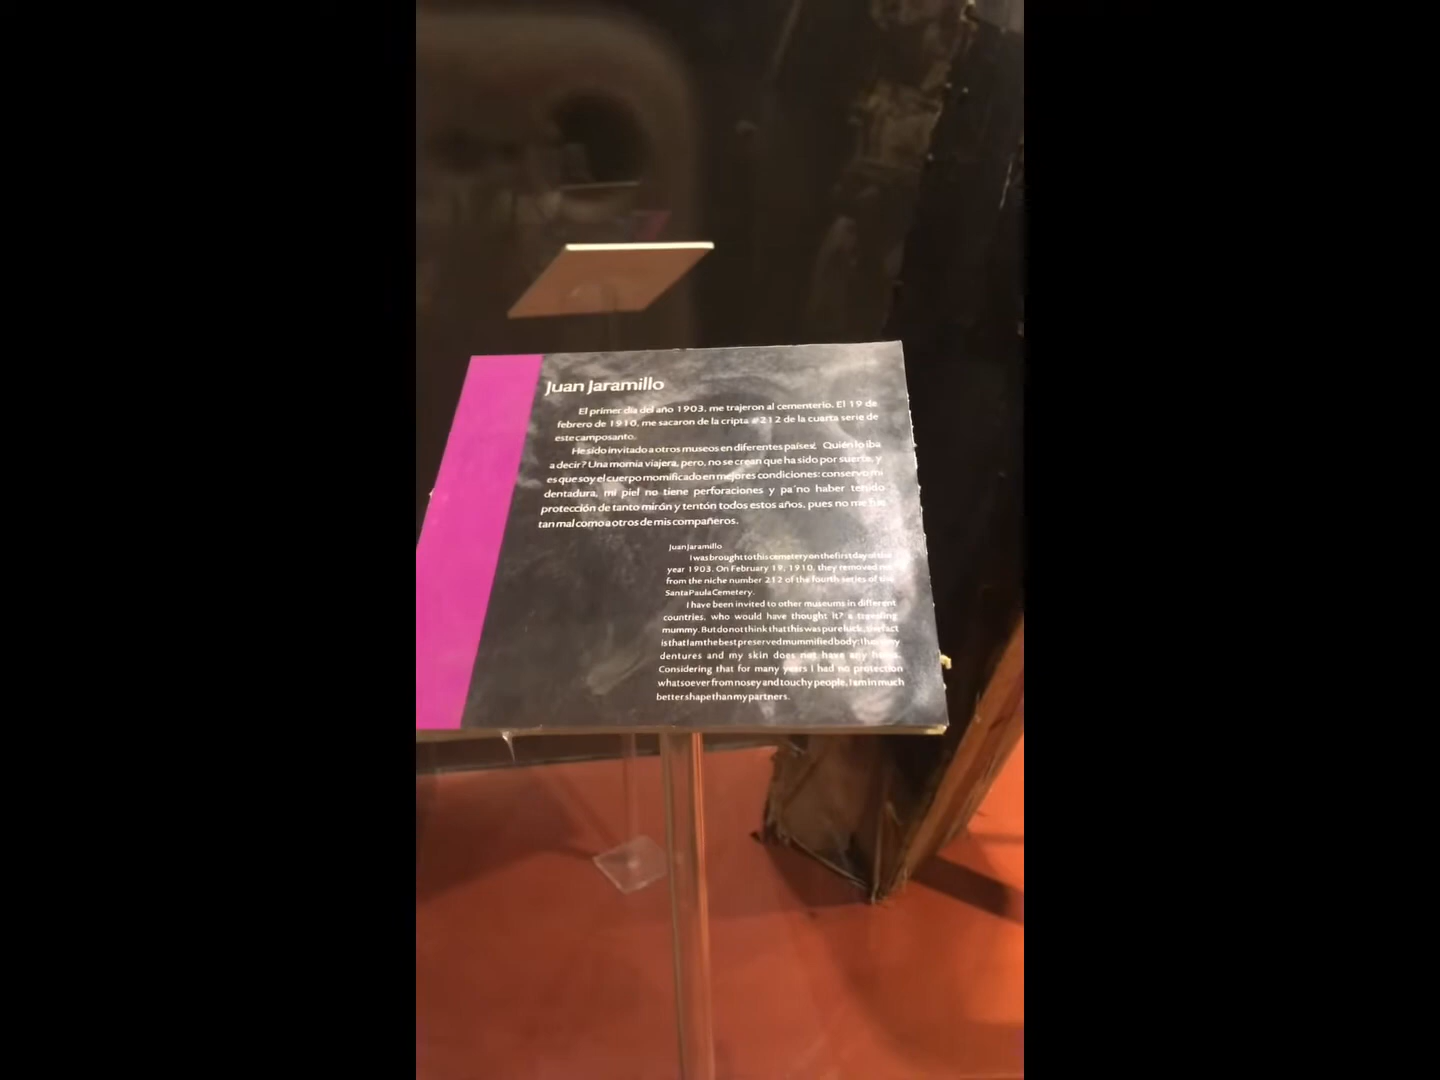 Juan Jaramillo
El primer día del año 1903, me trajeron al cementerio. El 19 de
febrero de 1910, me sacaron de la cripta #212 de la cuarta serie de
este camposanto.
He sido invitado a otros museos en diferentes países. Quién lo iba
a decir? Una momia viajera, pero, no se crean que ha sido por suerte, y
es que soy el cuerpo momificado en mejores condiciones: conservo mi
dentadura, mi piel no tiene perforaciones y pa´no haber tenido
protección de tanto mirón y tentón todos estos años, pues no me
tan mal como a otros de mis compañeros.
Juan Jaramillo
I was brought to this cemetery on the first day of the
year 1903. On February 19, 1910, they removed me
from the niche number 212 of the fourth series of the
Santa Paula Cemetery.
I have been invited to other museums in different
countries, who would have thought it? a traveling
mummy. But do not think that this was pure luck, the fact
is that I am the best preserved mummified body: I have my
dentures and my skin does not have any holes.
Considering that for many years I had no protection
whatsoever from nosey and touchy people, I am in much
better shape than my partners.